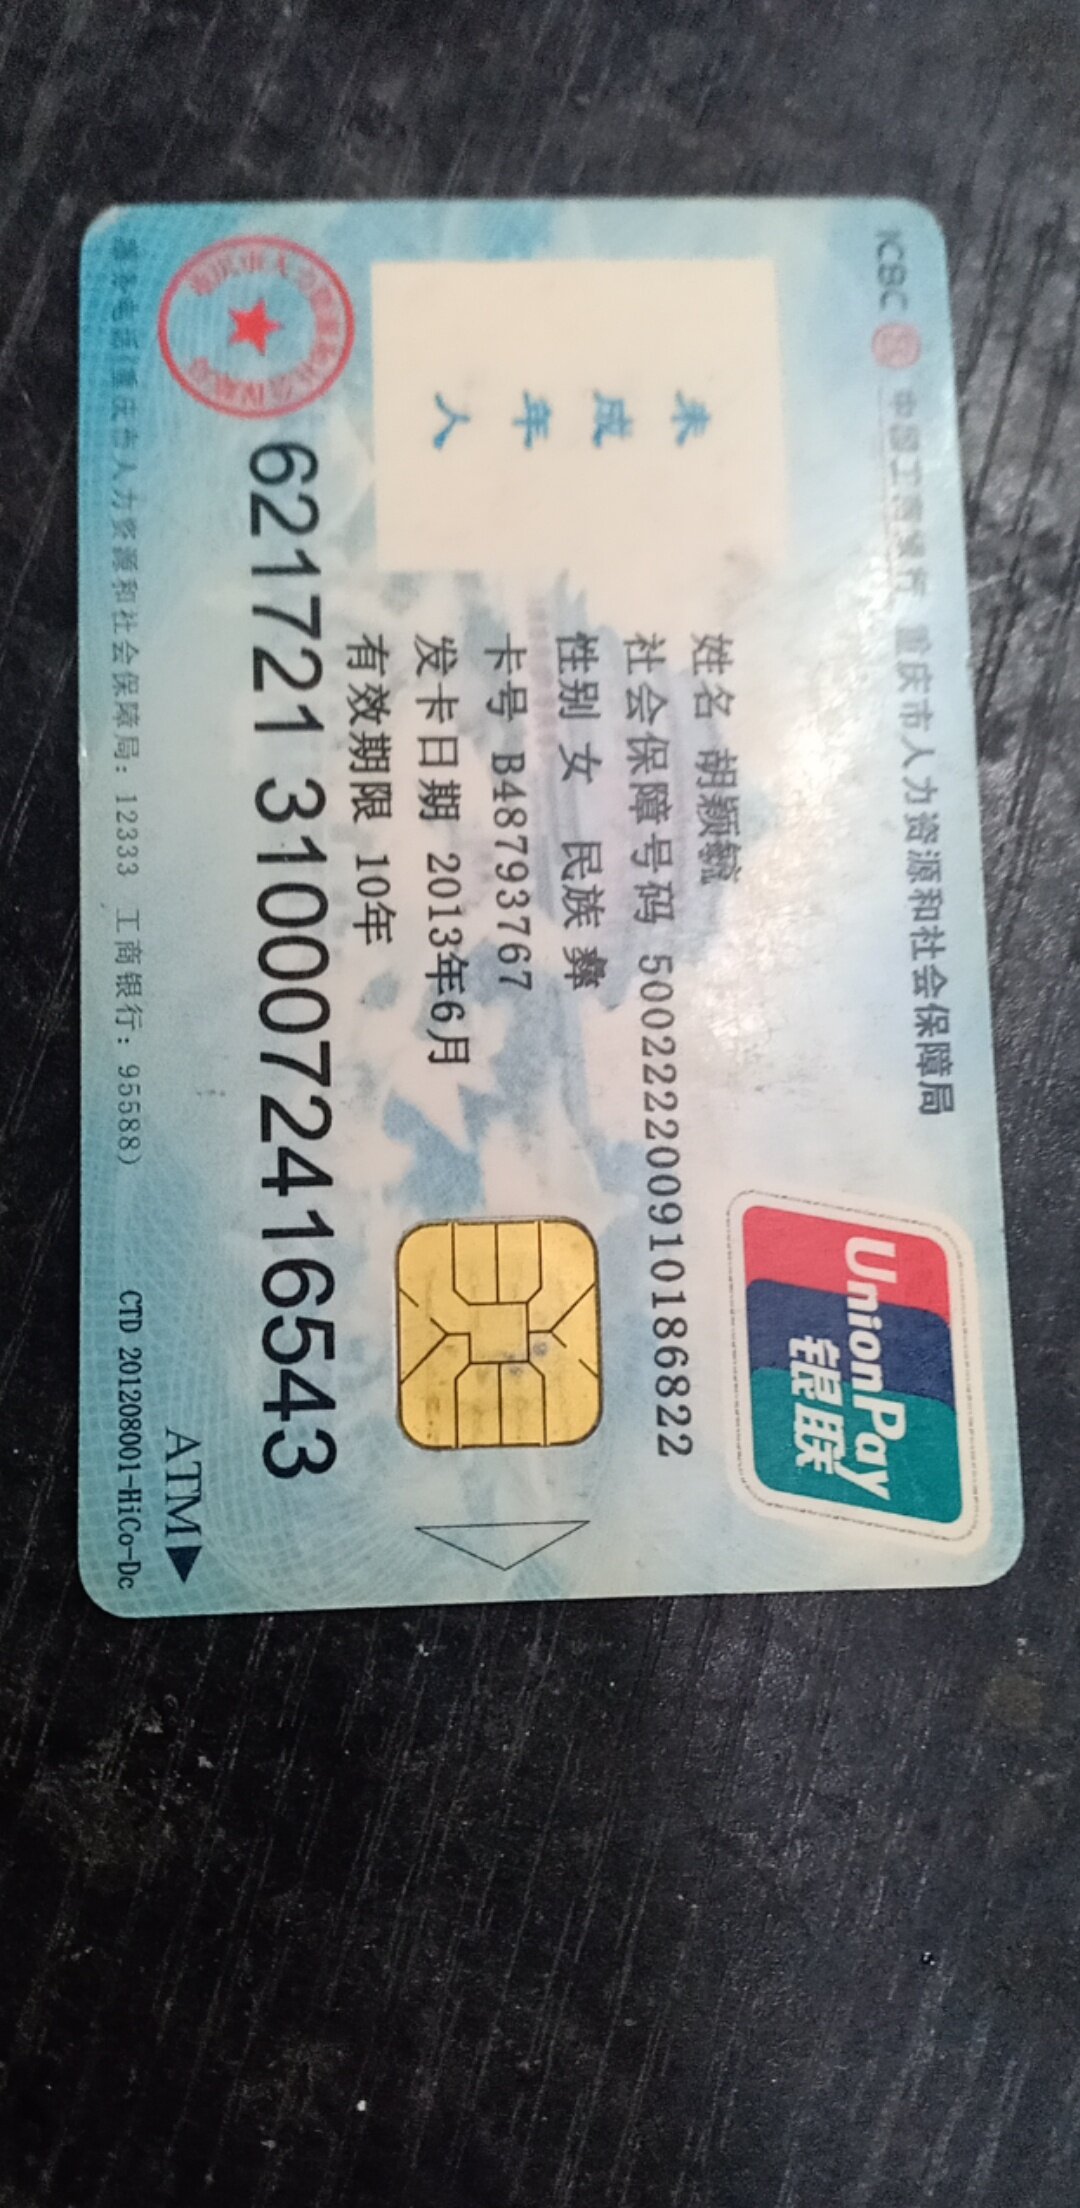 ICBC 中国工商银行 重庆市人力资源和社会保障局
UnionPay
银联
未成年人
姓名 胡颖毓
社会保障号码 500222200910186822
性别 女 民族 彝
卡号 B48793767
发卡日期 2013年6月
有效期限 10年
621721 3100072416543
ATM
服务电话(重庆市人力资源和社会保障局: 12333 工商银行: 95588) CTD 201208001-HiCo-Dc